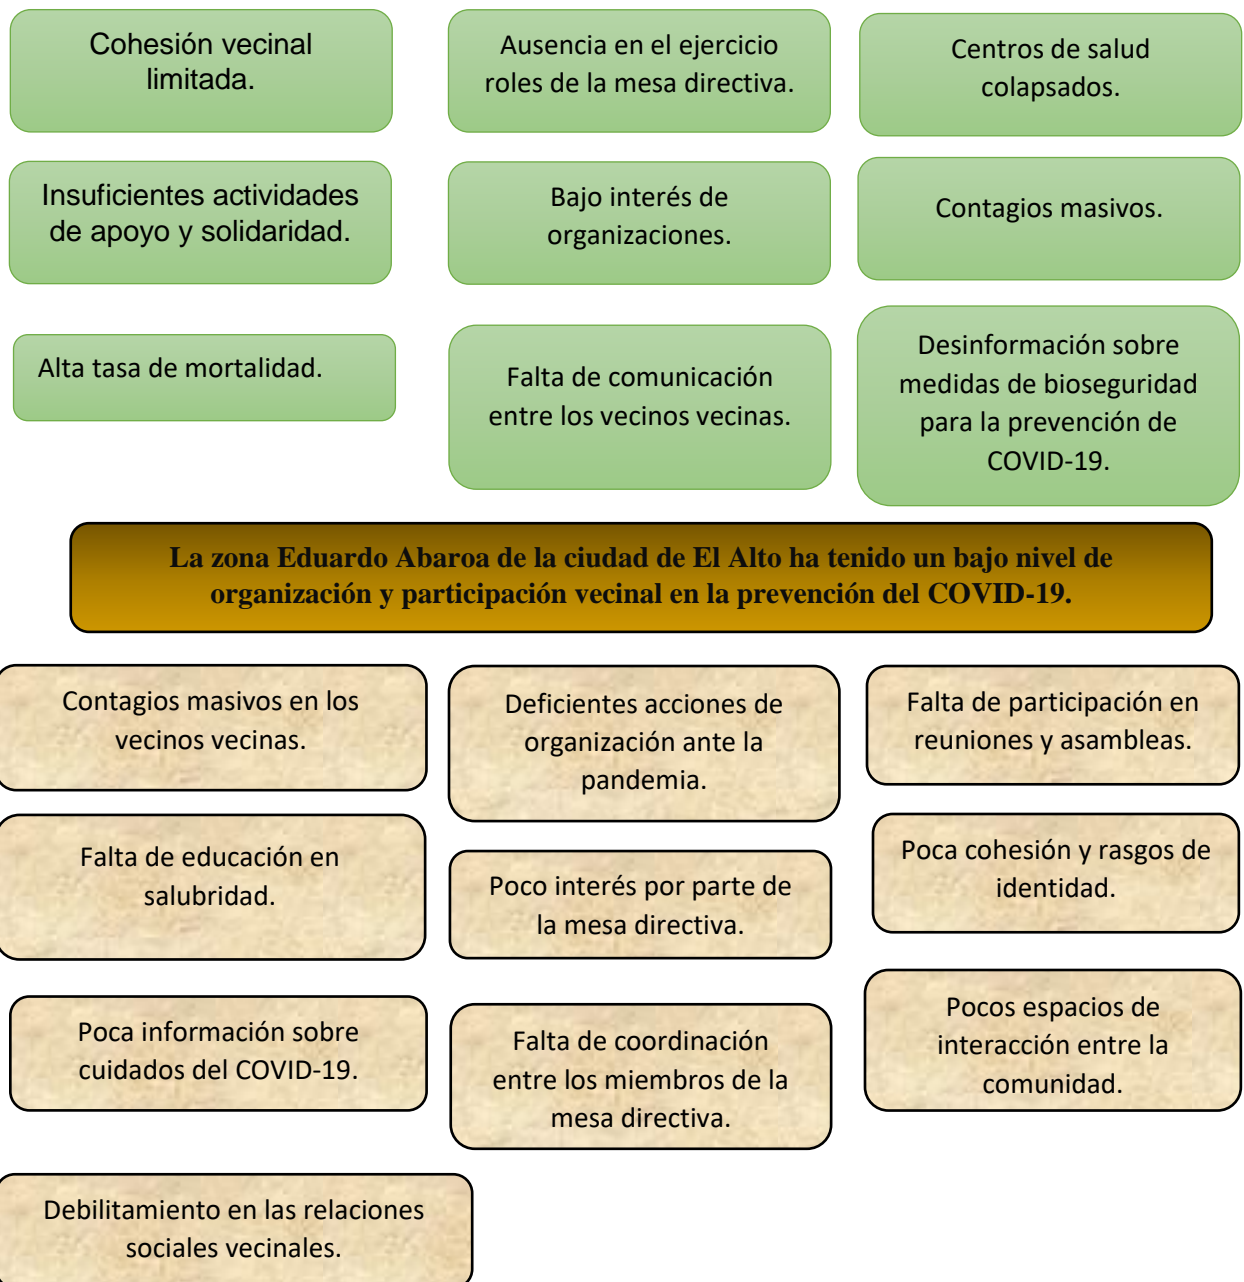 Cohesión vecinal
limitada.
Ausencia en el ejercicio
roles de la mesa directiva.
Centros de salud
colapsados.
Insuficientes actividades
de apoyo y solidaridad.
Bajo interés de
organizaciones.
Contagios masivos.
Alta tasa de mortalidad.
Falta de comunicación
entre los vecinos vecinas.
Desinformación sobre
medidas de bioseguridad
para la prevención de
COVID-19.
La zona Eduardo Abaroa de la ciudad de El Alto ha tenido un bajo nivel de
organización y participación vecinal en la prevención del COVID-19.
Contagios masivos en los
vecinos vecinas.
Deficientes acciones de
organización ante la
pandemia.
Falta de participación en
reuniones y asambleas.
Falta de educación en
salubridad.
Poco interés por parte de
la mesa directiva.
Poca cohesión y rasgos de
identidad.
Poca información sobre
cuidados del COVID-19.
Falta de coordinación
entre los miembros de la
mesa directiva.
Pocos espacios de
interacción entre la
comunidad.
Debilitamiento en las relaciones
sociales vecinales.